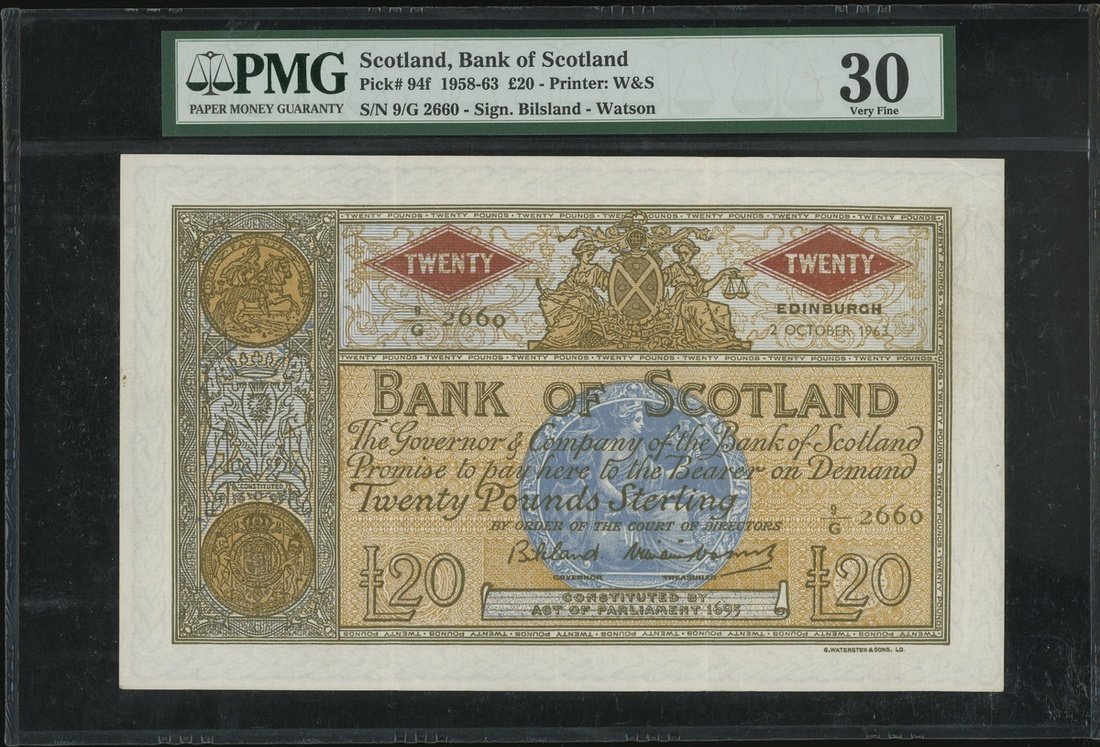 PMG
PAPER MONEY GUARANTY
Scotland, Bank of Scotland
Pick# 94f 1958-63 £20 - Printer: W&S
S/N 9/G 2660 - Sign. Bilsland - Watson
30
Very Fine
TWENTY POUNDS · TWENTY POUNDS · TWENTY POUNDS
TWENTY
TWENTY
9/G 2660
EDINBURGH
2 OCTOBER 1963
TWENTY POUNDS · TWENTY POUNDS · TWENTY POUNDS
BANK OF SCOTLAND
The Governor & Company of the Bank of Scotland
Promise to pay here to the Bearer on Demand
Twenty Pounds Sterling
9/G 2660
BY ORDER OF THE COURT OF DIRECTORS
Bilsland
GOVERNOR
TREASURER
£20
£20
CONSTITUTED BY
ACT OF PARLIAMENT 1695
G. WATERSTON & SONS, LD